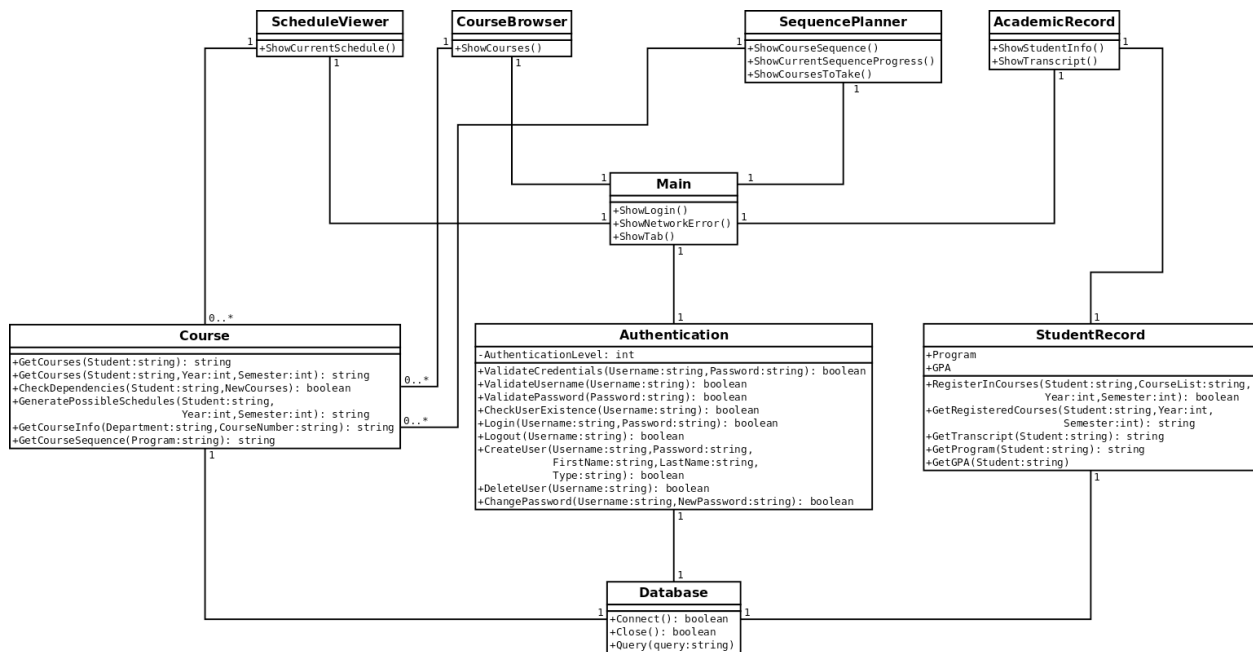 ScheduleViewer
+ShowCurrentSchedule()
CourseBrowser
+ShowCourses()
SequencePlanner
+ShowCourseSequence()
+ShowCurrentSequenceProgress()
+ShowCoursesToTake()
AcademicRecord
+ShowStudentInfo()
+ShowTranscript()
1
1
1
1
1
1
1
1
Main
+ShowLogin()
+ShowNetworkError()
+ShowTab()
1
1
1
1
1
Course
+GetCourses(Student:string): string
+GetCourses(Student:string,Year:int,Semester:int): string
+CheckDependencies(Student:string,NewCourses): boolean
+GeneratePossibleSchedules(Student:string,
Year:int,Semester:int): string
+GetCourseInfo(Department:string,CourseNumber:string): string
+GetCourseSequence(Program:string): string
0..*
0..*
0..*
1
Authentication
-AuthenticationLevel: int
+ValidateCredentials(Username:string,Password:string): boolean
+ValidateUsername(Username:string): boolean
+ValidatePassword(Password:string): boolean
+CheckUserExistence(Username:string): boolean
+Login(Username:string,Password:string): boolean
+Logout(Username:string): boolean
+CreateUser(Username:string,Password:string,
FirstName:string,LastName:string,
Type:string): boolean
+DeleteUser(Username:string): boolean
+ChangePassword(Username:string,NewPassword:string): boolean
1
1
StudentRecord
+Program
+GPA
+RegisterInCourses(Student:string,CourseList:string,
Year:int,Semester:int): boolean
+GetRegisteredCourses(Student:string,Year:int,
Semester:int): string
+GetTranscript(Student:string): string
+GetProgram(Student:string): string
+GetGPA(Student:string)
1
1
Database
+Connect(): boolean
+Close(): boolean
+Query(query:string)
1
1
1